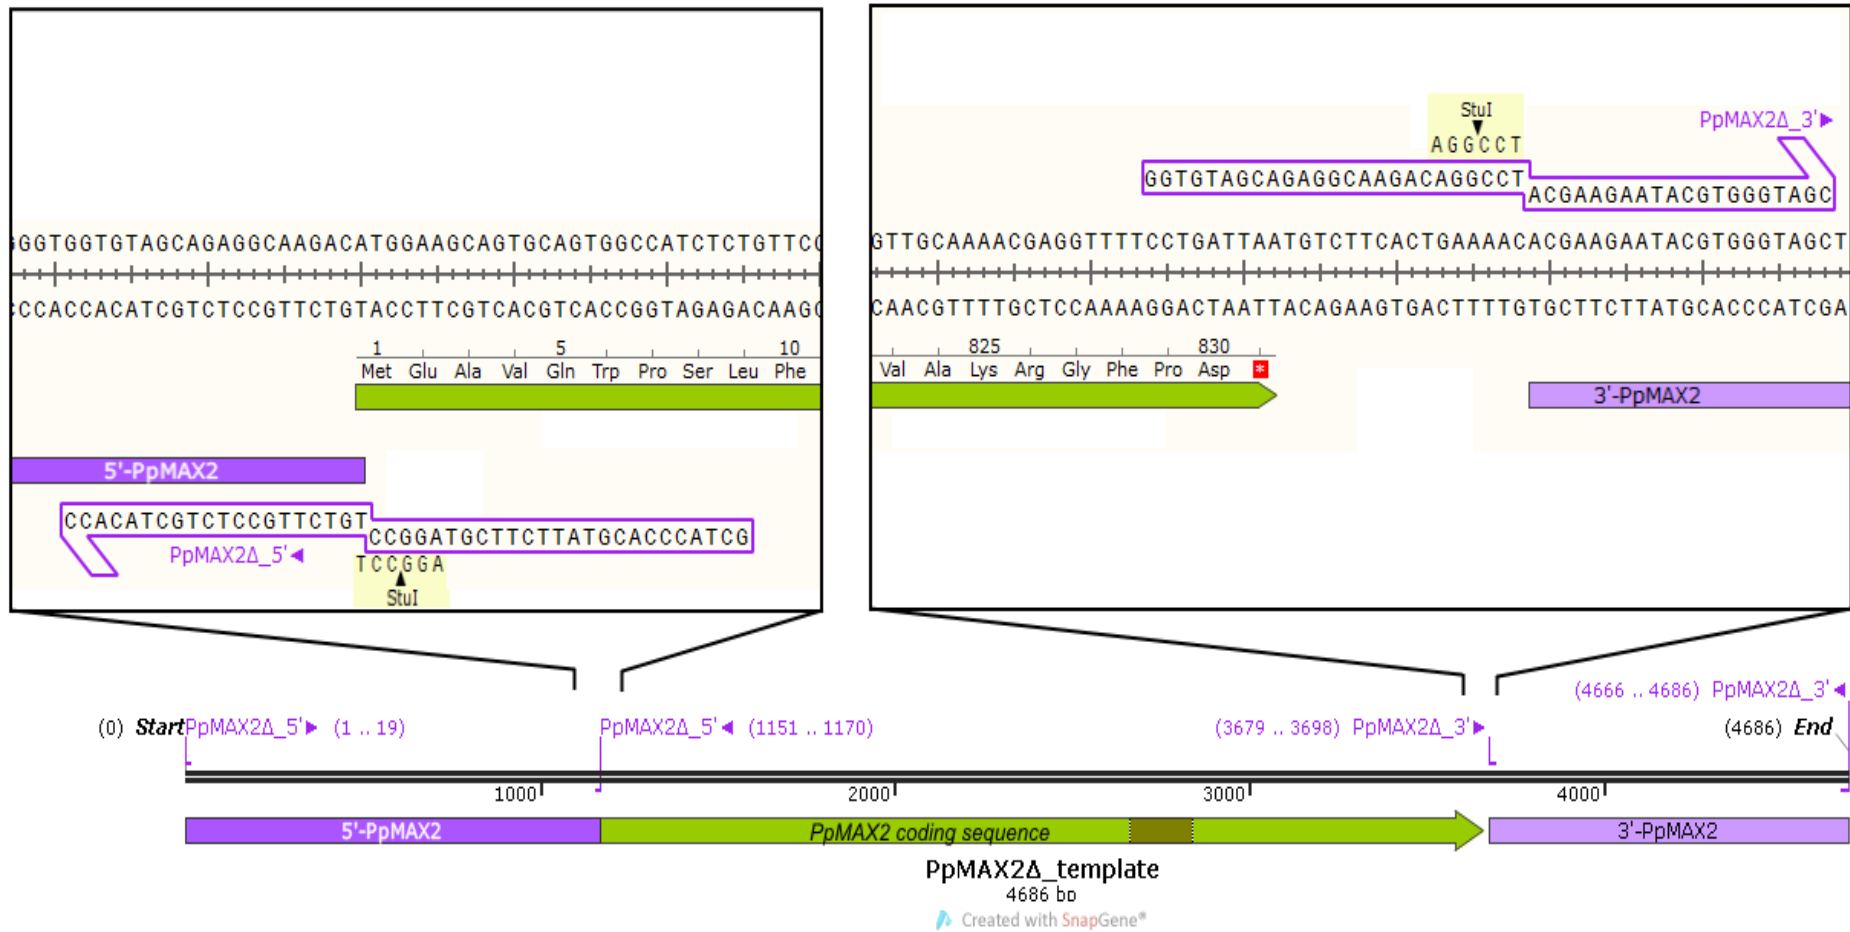 GGGTGGTGTAGCAGAGGCAAGACATGGAAGCAGTGCAGTGGCCATCTCTGTTCC
CCCACCACATCGTCTCCGTTCTGTACCTTCGTCACGTCACCGGTAGAGACAAGG
1 5 10
Met Glu Ala Val Gln Trp Pro Ser Leu Phe
5'-PpMAX2
CCACATCGTCTCCGTTCTGT
CCGGATGCTTCTTATGCACCCATCG
PpMAX2Δ_5'
TCCGGA
StuI
StuI
AGGCCT
PpMAX2Δ_3'
GGTGTAGCAGAGGCAAGACAGGCCT
ACGAAGAATACGTGGGTAGC
GTTGCAAAACGAGGTTTTCCTGATTAATGTCTTCACTGAAAACACGAAGAATACGTGGGTAGCT
CAACGTTTTGCTCCAAAAGGACTAATTACAGAAGTGACTTTTGTGCTTCTTATGCACCCATCGA
825 830
Val Ala Lys Arg Gly Phe Pro Asp *
3'-PpMAX2
(4666 .. 4686) PpMAX2Δ_3'
(0) Start PpMAX2Δ_5' (1 .. 19) PpMAX2Δ_5' (1151 .. 1170) (3679 .. 3698) PpMAX2Δ_3' (4686) End
1000 2000 3000 4000
5'-PpMAX2 PpMAX2 coding sequence 3'-PpMAX2
PpMAX2Δ_template
4686 bp
Created with SnapGene®